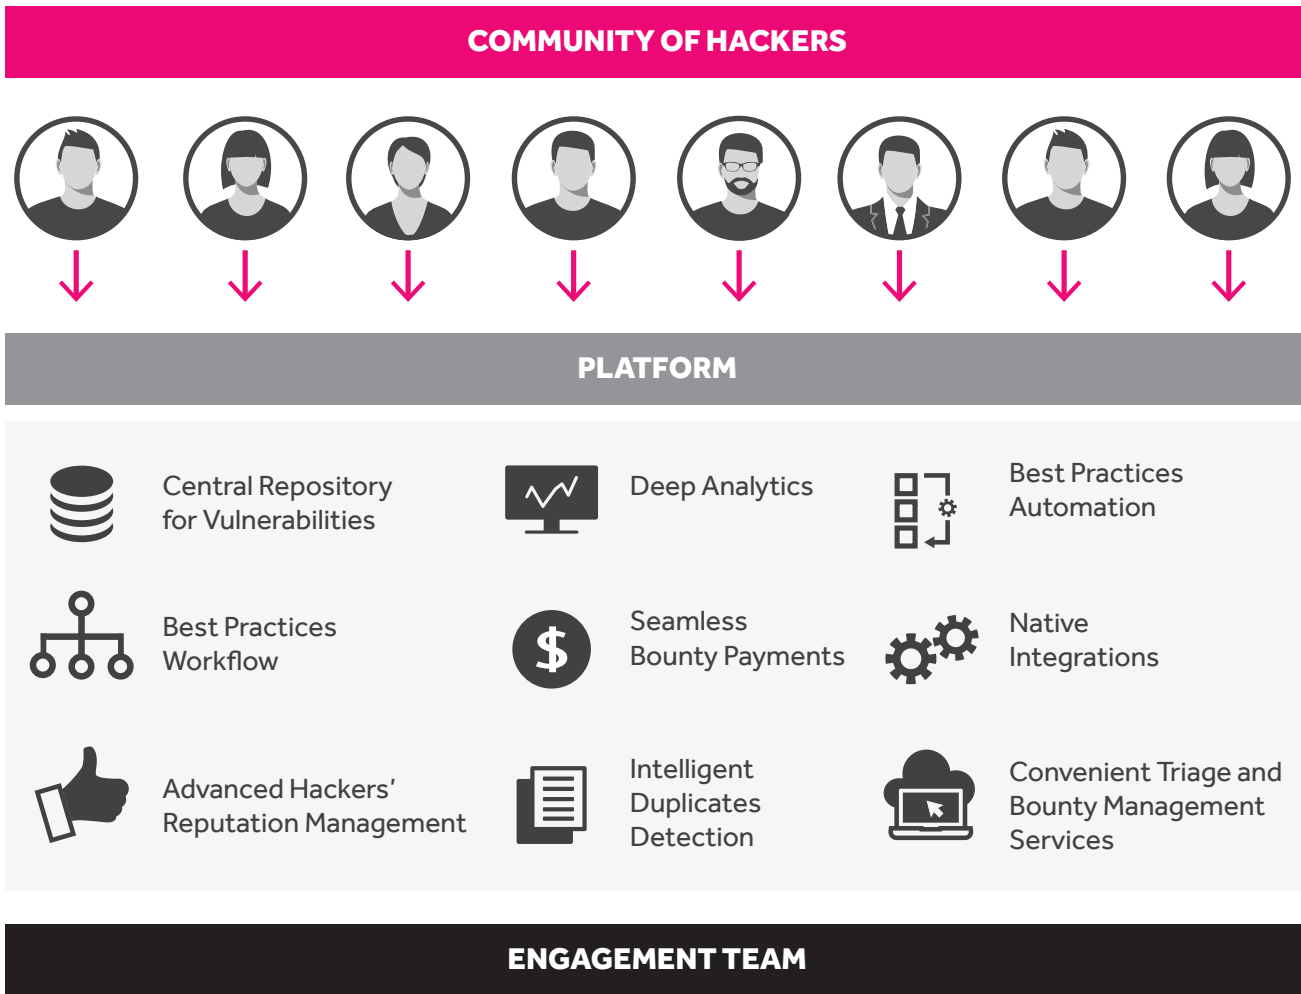 COMMUNITY OF HACKERS
PLATFORM
Central Repository
for Vulnerabilities
Deep Analytics
Best Practices
Automation
Best Practices
Workflow
$
Seamless
Bounty Payments
Native
Integrations
Advanced Hackers’
Reputation Management
Intelligent
Duplicates
Detection
Convenient Triage and
Bounty Management
Services
ENGAGEMENT TEAM